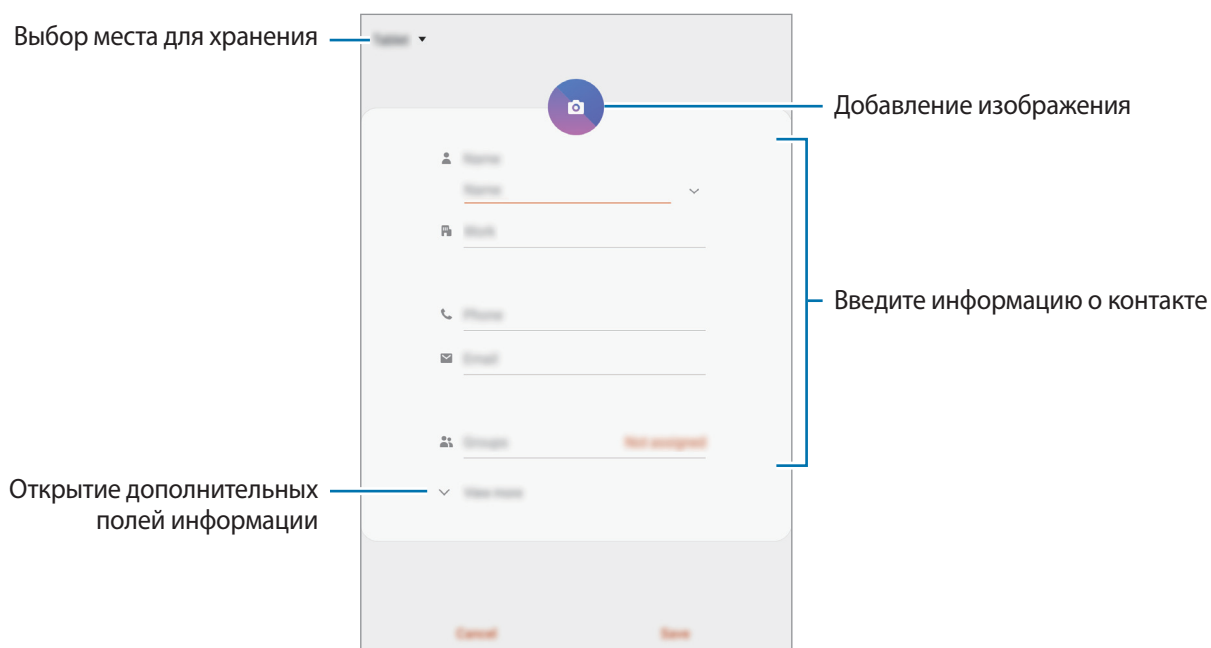 Выбор места для хранения
Tablet
Добавление изображения
Name
Name
Work
Введите информацию о контакте
Phone
Email
Groups
Not assigned
Открытие дополнительных
полей информации
View more
Cancel
Save